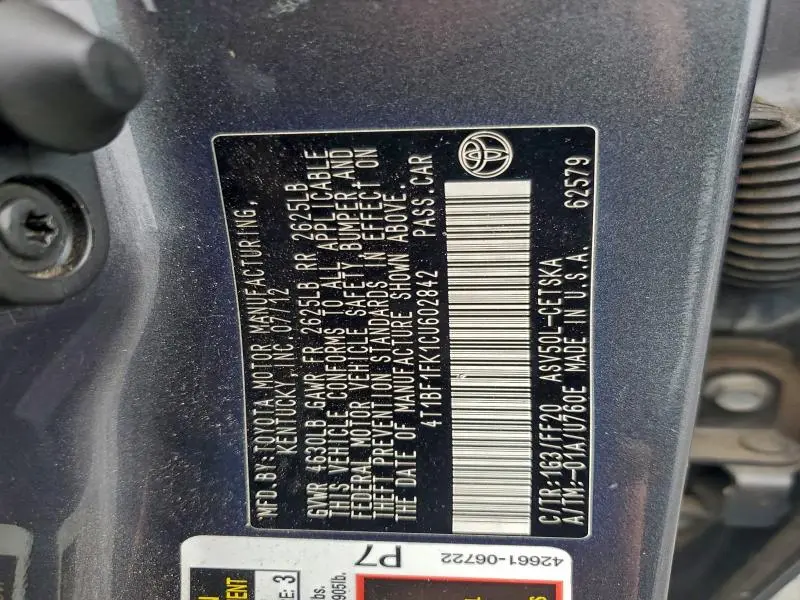 MFD.BY:TOYOTA MOTOR MANUFACTURING,
KENTUCKY, INC. 07/12
GVWR 4630LB GAWR FR 2625LB RR 2625LB
THIS VEHICLE CONFORMS TO ALL APPLICABLE
FEDERAL MOTOR VEHICLE SAFETY, BUMPER, AND
THEFT PREVENTION STANDARDS IN EFFECT ON
THE DATE OF MANUFACTURE SHOWN ABOVE.
4T1BF1FK1CU602842 PASS.CAR
C/TR:1G3/FF20 ASV50L-CETSKA
A/TM:-01A/U760E MADE IN U.S.A. 62579
P7
42661-06722